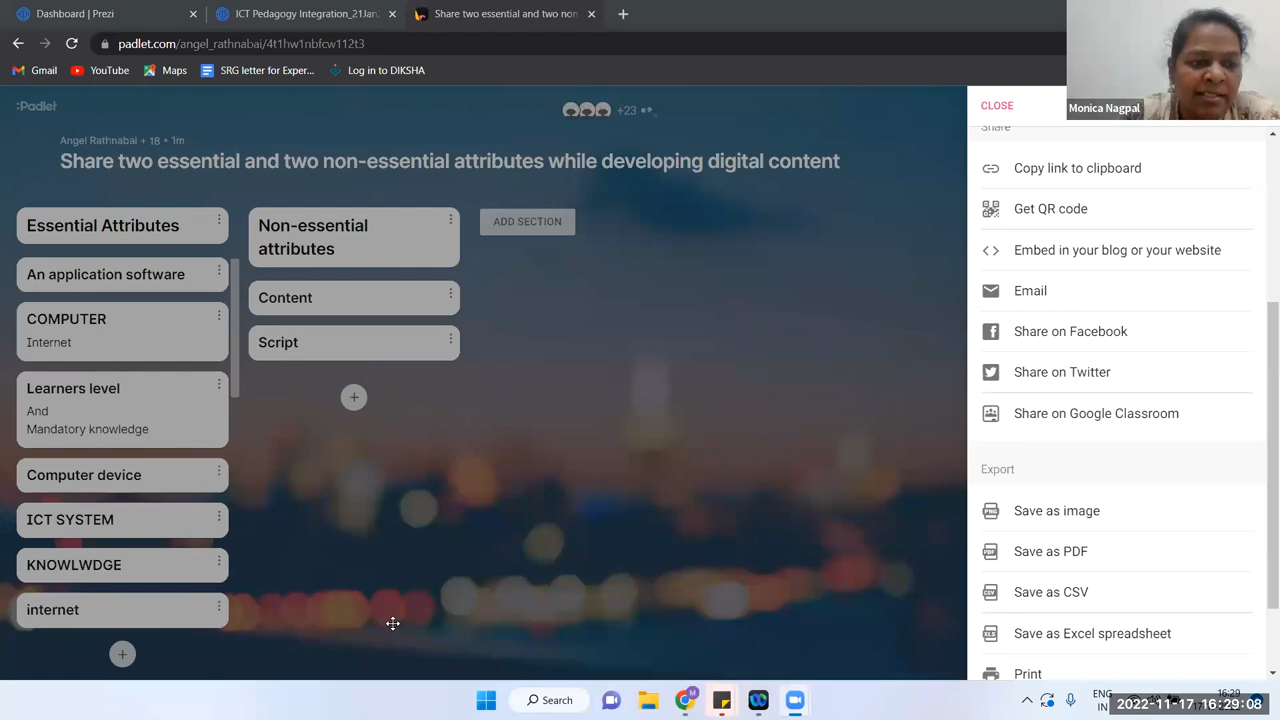 Dashboard | Prezi
ICT Pedagogy Integration_21Jan
Share two essential and two non
padlet.com/angel_rathnabai/4t1hw1nbfcw112t3
Gmail
YouTube
Maps
SRG letter for Exper...
Log in to DIKSHA
Monica Nagpal
:Padlet
+23
CLOSE
Share
Angel Rathnabai + 18 • 1m
Share two essential and two non-essential attributes while developing digital content
Essential Attributes
An application software
COMPUTER
Internet
Learners level
And
Mandatory knowledge
Computer device
ICT SYSTEM
KNOWLWDGE
internet
Non-essential
attributes
Content
Script
ADD SECTION
Copy link to clipboard
Get QR code
Embed in your blog or your website
Email
Share on Facebook
Share on Twitter
Share on Google Classroom
Export
PNG
Save as image
PDF
Save as PDF
CSV
Save as CSV
XLS
Save as Excel spreadsheet
Print
Search
ENG
IN
16:29
2022-11-17 16:29:08